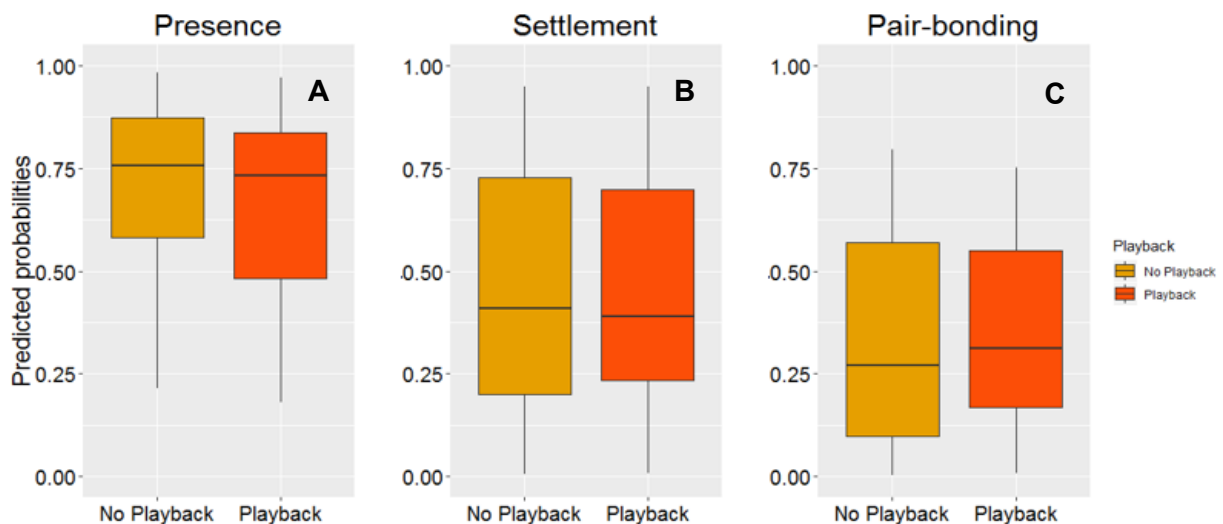 Presence
Settlement
Pair-bonding
Predicted probabilities
1.00
0.75
0.50
0.25
0.00
A
No Playback
Playback
1.00
0.75
.0.50
0.25
0.00
B
No Playback
Playback
1.00
0.75
.0.50
0.25
0.00
C
No Playback
Playback
Playback
No Playback
Playback